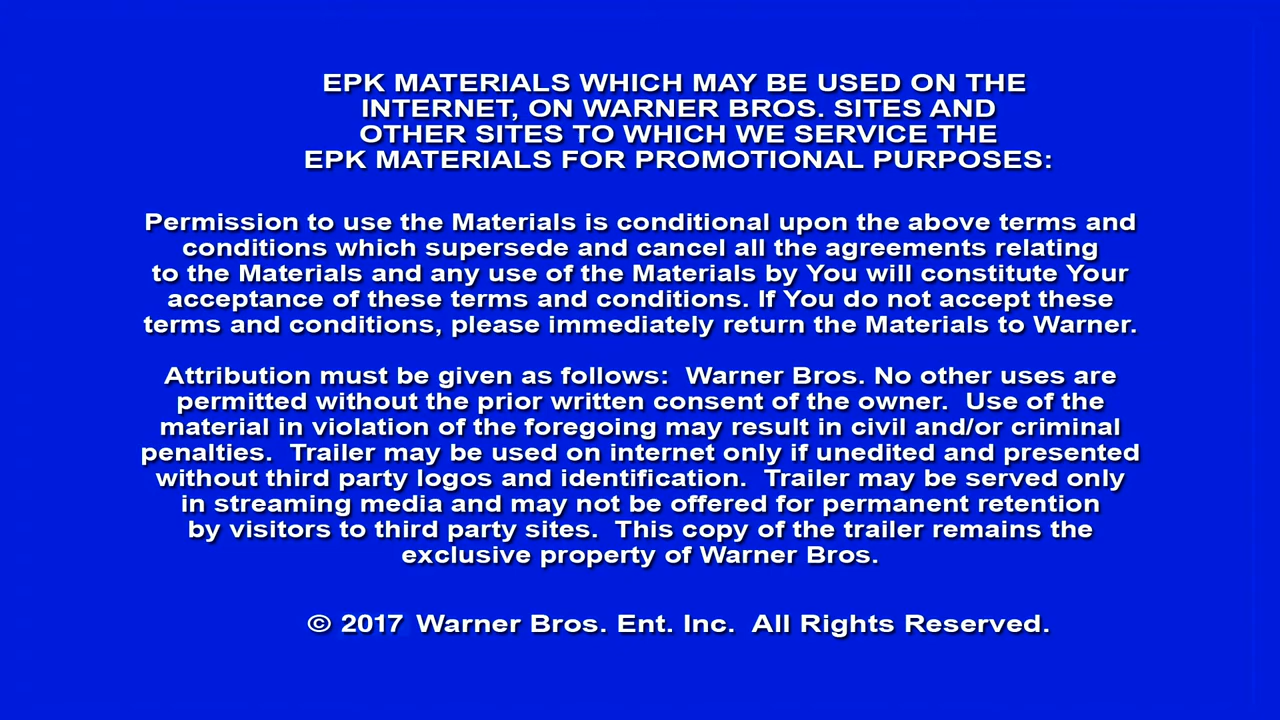 EPK MATERIALS WHICH MAY BE USED ON THE
INTERNET, ON WARNER BROS. SITES AND
OTHER SITES TO WHICH WE SERVICE THE
EPK MATERIALS FOR PROMOTIONAL PURPOSES:
Permission to use the Materials is conditional upon the above terms and
conditions which supersede and cancel all the agreements relating
to the Materials and any use of the Materials by You will constitute Your
acceptance of these terms and conditions. If You do not accept these
terms and conditions, please immediately return the Materials to Warner.
Attribution must be given as follows:  Warner Bros. No other uses are
permitted without the prior written consent of the owner.  Use of the
material in violation of the foregoing may result in civil and/or criminal
penalties.  Trailer may be used on internet only if unedited and presented
without third party logos and identification.  Trailer may be served only
in streaming media and may not be offered for permanent retention
by visitors to third party sites.  This copy of the trailer remains the
exclusive property of Warner Bros.
© 2017 Warner Bros. Ent. Inc.  All Rights Reserved.